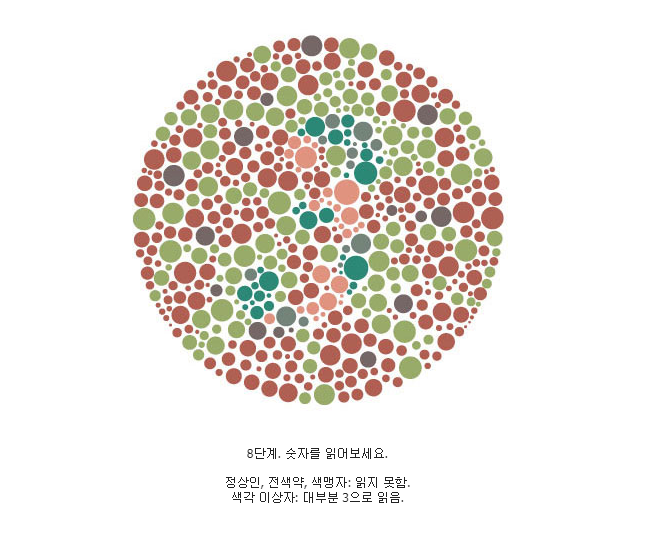 8단계. 숫자를 읽어보세요.
정상인, 전색약, 색맹자: 읽지 못함.
색각 이상자: 대부분 3으로 읽음.